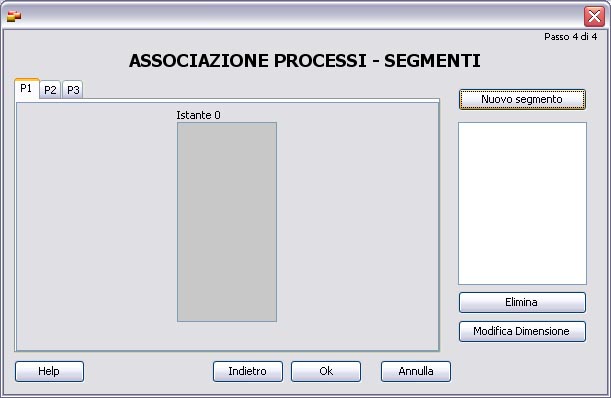 Passo 4 di 4
ASSOCIAZIONE PROCESSI - SEGMENTI
P1 P2 P3
Nuovo segmento
Istante 0
Elimina
Modifica Dimensione
Help Indietro Ok Annulla